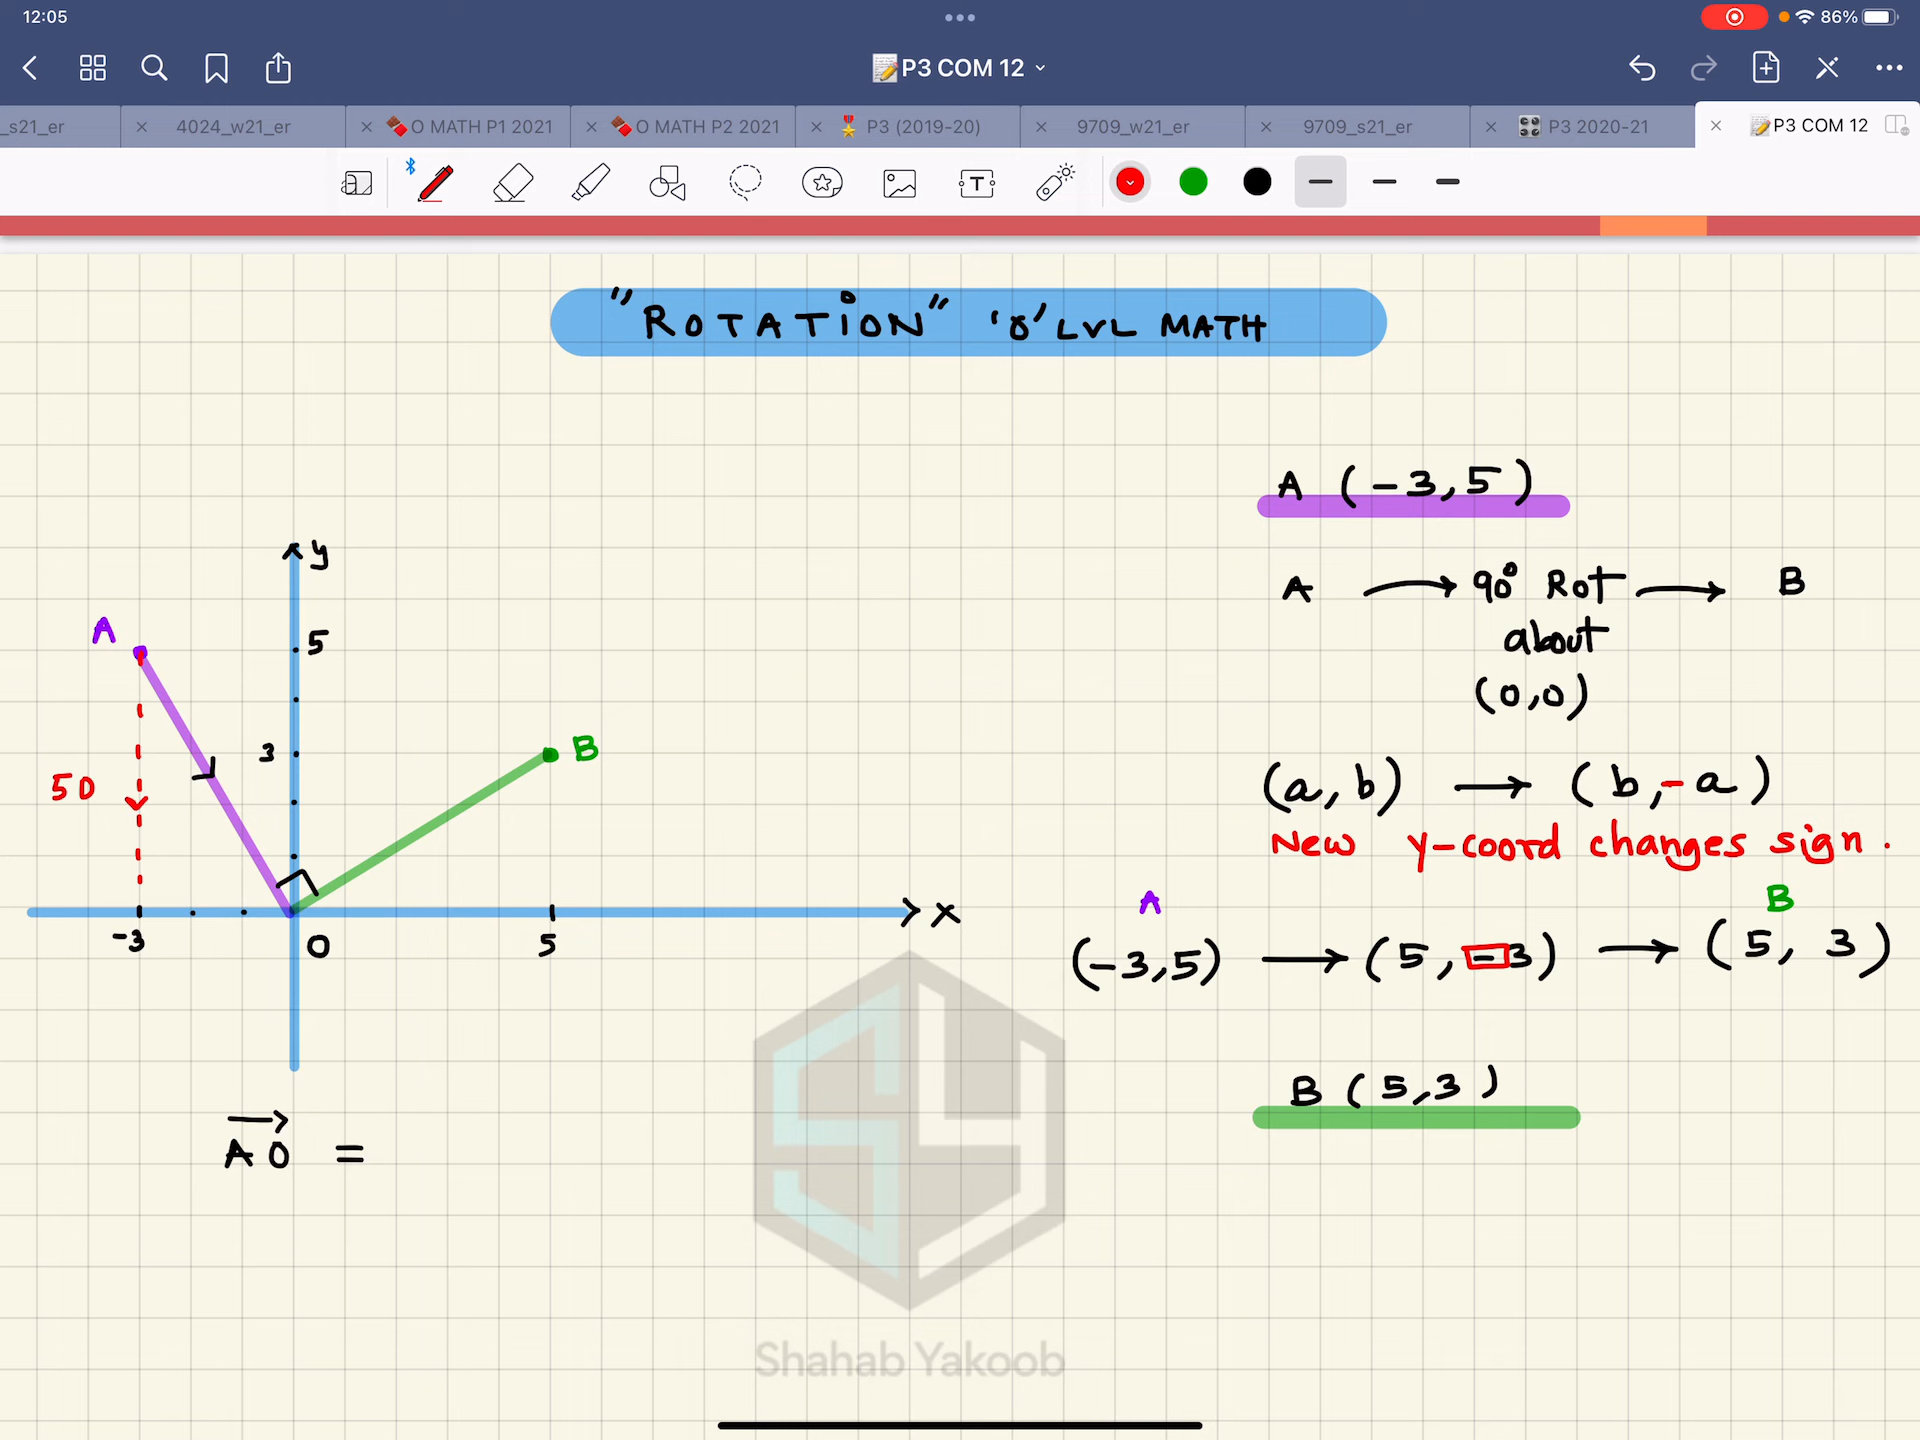 12:05
86%
P3 COM 12
_s21_er
4024_w21_er
O MATH P1 2021
O MATH P2 2021
P3 (2019-20)
9709_w21_er
9709_s21_er
P3 2020-21
P3 COM 12
"ROTATION" 'O' LVL MATH
A (-3,5)
A → 90° Rot → B
about
(0,0)
(a, b) → (b, -a)
New y-coord changes sign.
A
B
(-3,5) → (5, -3) → (5, 3)
B (5,3)
y
A
5
3
B
5D
-3
O
5
x
AO =
Shahab Yakoob